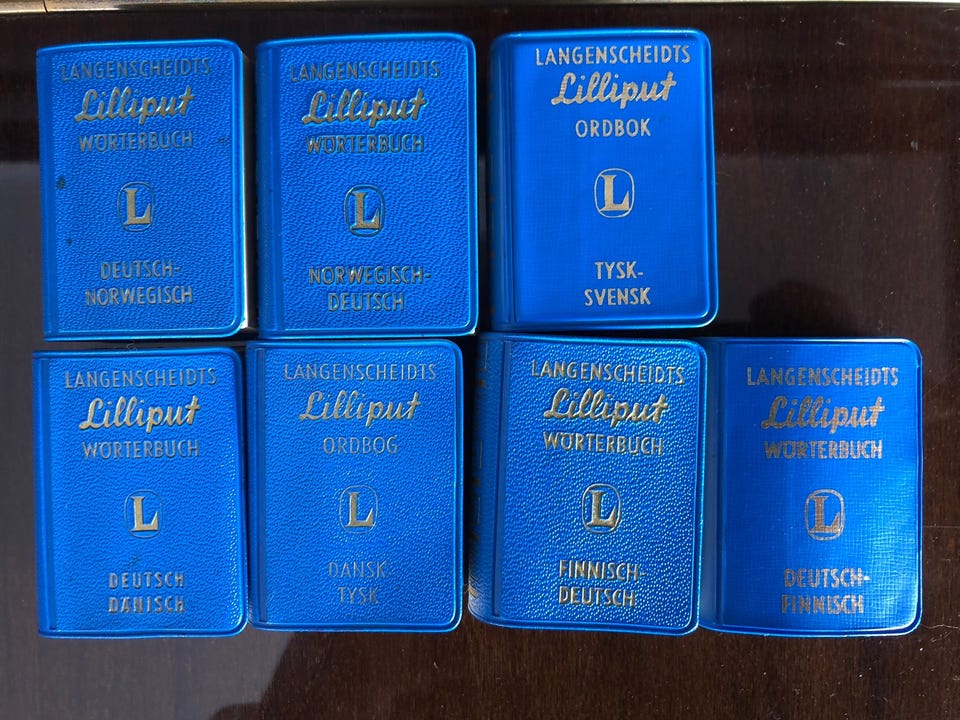 LANGENSCHEIDTS
Lilliput
WÖRTERBUCH
L
DEUTSCH-
NORWEGISCH
LANGENSCHEIDTS
Lilliput
WÖRTERBUCH
L
NORWEGISCH-
DEUTSCH
LANGENSCHEIDTS
Lilliput
ORDBOK
L
TYSK-
SVENSK
LANGENSCHEIDTS
Lilliput
WÖRTERBUCH
L
DEUTSCH
DÄNISCH
LANGENSCHEIDTS
Lilliput
ORDBOG
L
DANSK
TYSK
LANGENSCHEIDTS
Lilliput
WÖRTERBUCH
L
FINNISCH-
DEUTSCH
LANGENSCHEIDTS
Lilliput
WÖRTERBUCH
L
DEUTSCH-
FINNISCH